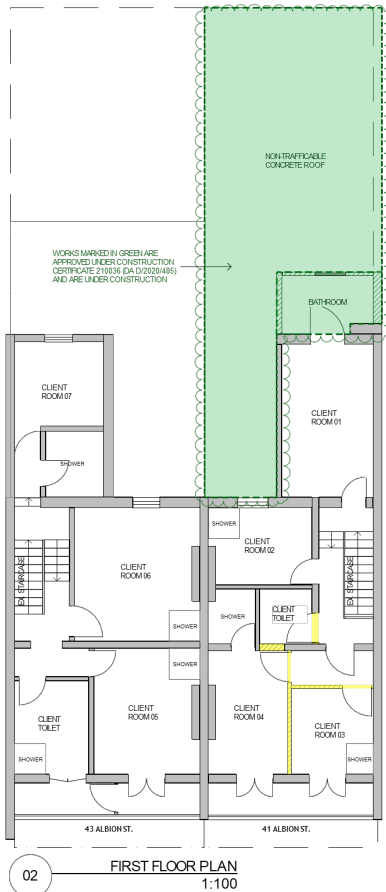 NON-TRAFFICABLE
CONCRETE ROOF
WORKS MARKED IN GREEN ARE
APPROVED UNDER CONSTRUCTION
CERTIFICATE 210036 (DA D/2020/485)
AND ARE UNDER CONSTRUCTION
BATHROOM
CLIENT
ROOM 07
CLIENT
ROOM 01
SHOWER
SHOWER
CLIENT
ROOM 02
CLIENT
ROOM 06
EX STAIRCASE
EX STAIRCASE
SHOWER
SHOWER
CLIENT
TOILET
SHOWER
CLIENT
TOILET
CLIENT
ROOM 05
CLIENT
ROOM 04
CLIENT
ROOM 03
SHOWER
SHOWER
43 ALBION ST.
41 ALBION ST.
02
FIRST FLOOR PLAN
1:100